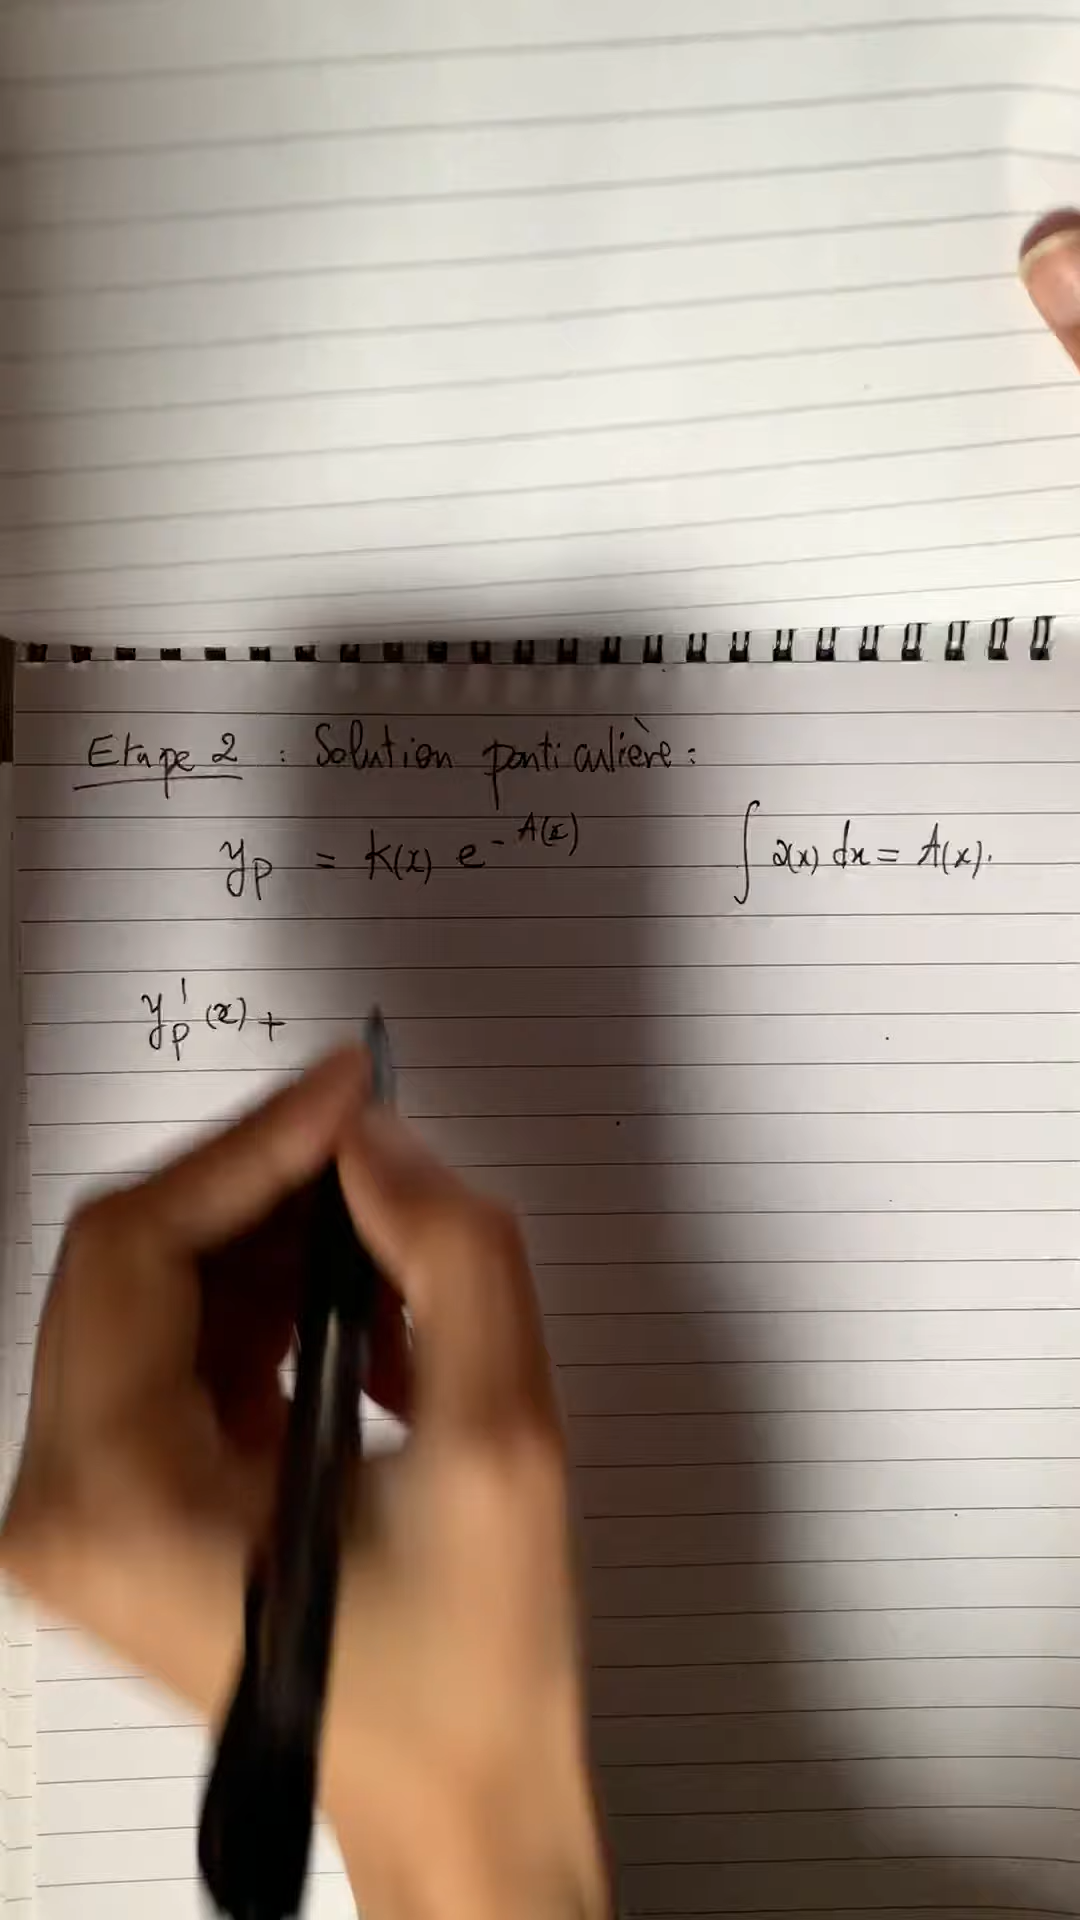 Etape 2 : Solution particulière :
yp = K(x) e^-A(x) ∫ a(x) dx = A(x).
yp'(x) +